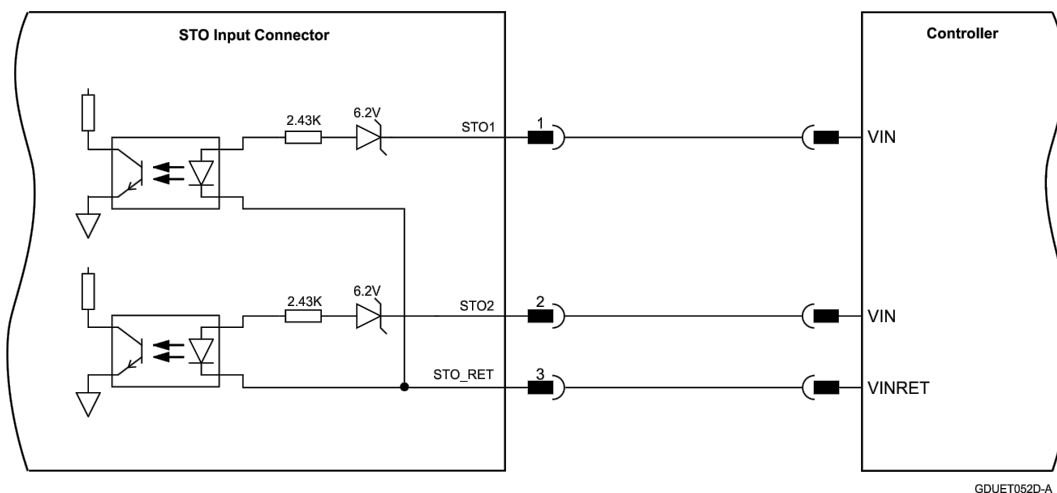 STO Input Connector
Controller
2.43K
6.2V
STO1
1
VIN
2.43K
6.2V
STO2
2
VIN
STO_RET
3
VINRET
GDUET052D-A